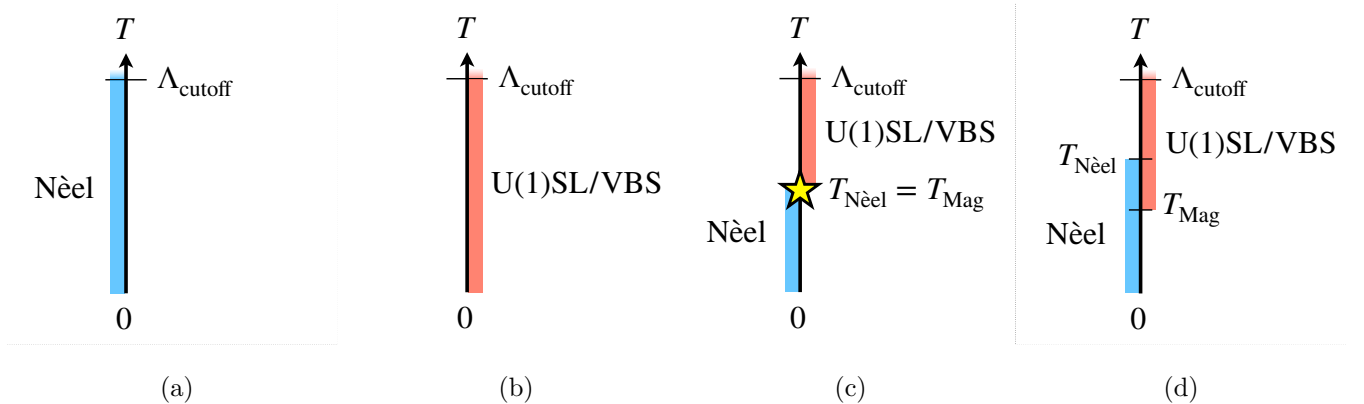 T
Λcutoff
Nèel
0
(a)
T
Λcutoff
U(1)SL/VBS
0
(b)
T
Λcutoff
U(1)SL/VBS
TNèel = TMag
Nèel
0
(c)
T
Λcutoff
U(1)SL/VBS
TNèel
TMag
Nèel
0
(d)